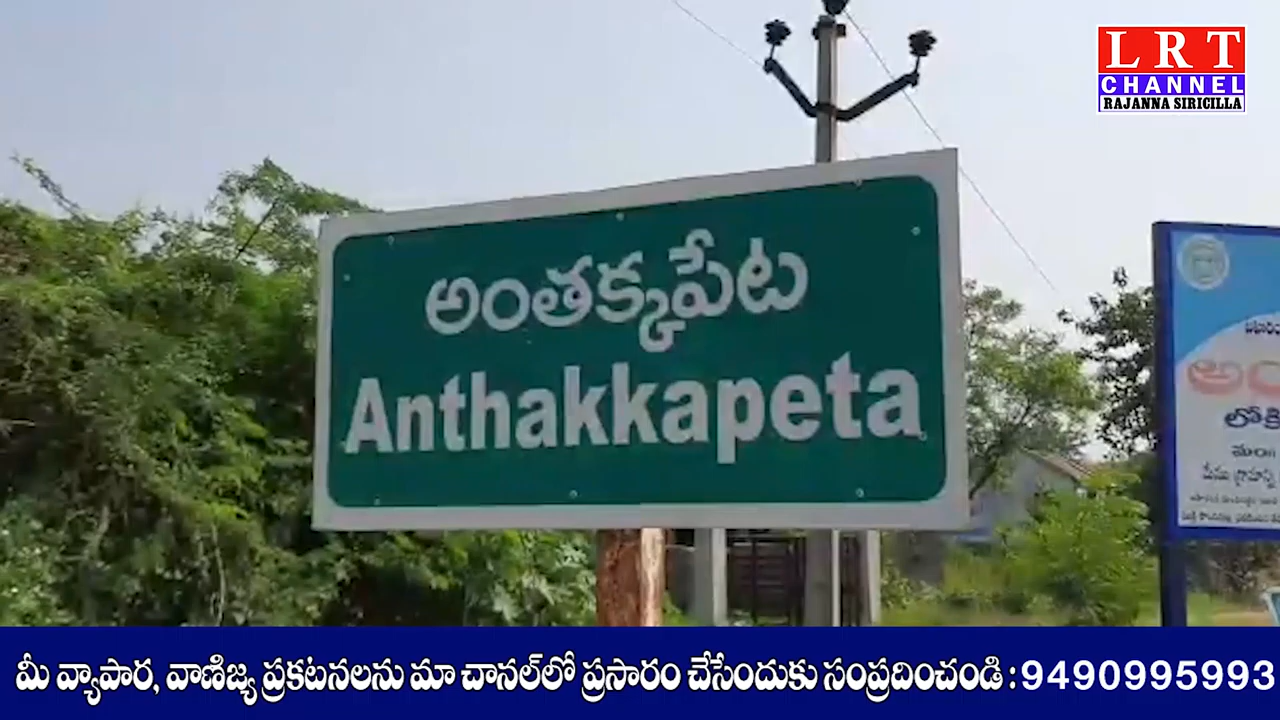 LRT
CHANNEL
RAJANNA SIRICILLA
అంతక్కపేట
Anthakkapeta
మీ వ్యాపార, వాణిజ్య ప్రకటనలను మా చానల్‌లో ప్రసారం చేసేందుకు సంప్రదించండి : 9490995993